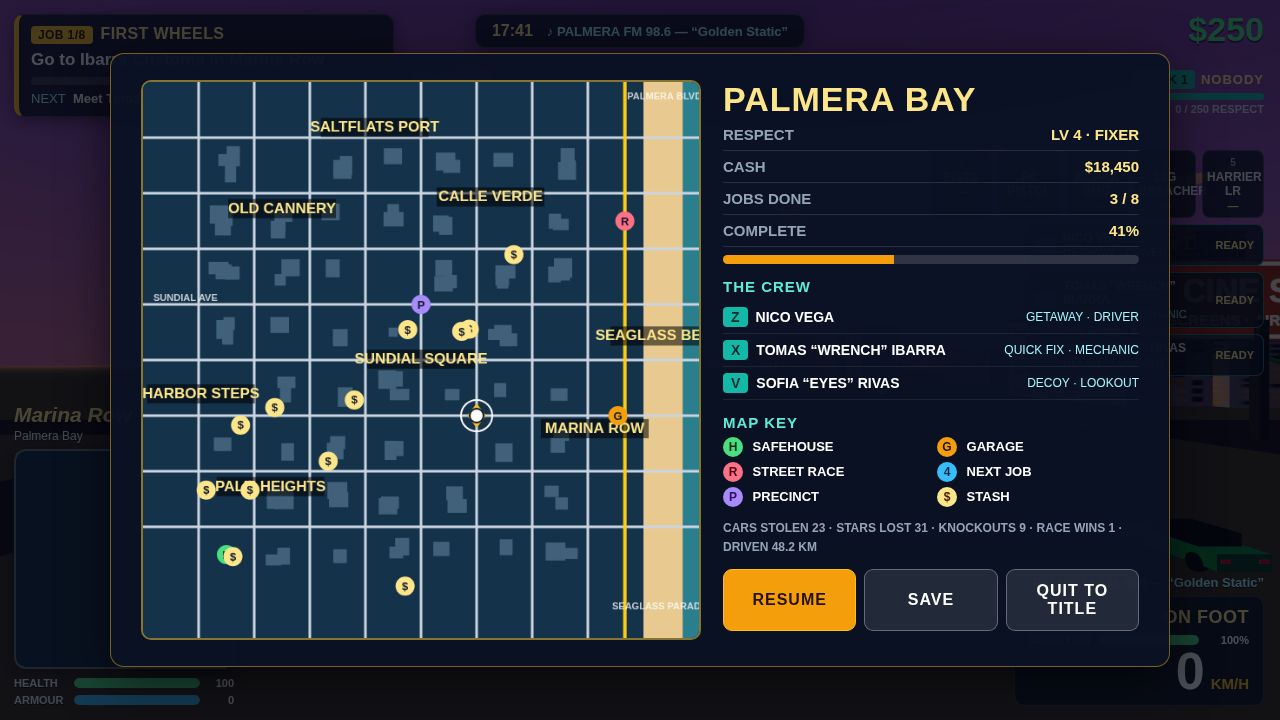 JOB 1/8 FIRST WHEELS
Go to Ibarra Customs in Marina Row
NEXT Meet T
17:41 ♪ PALMERA FM 98.6 — “Golden Static”
$250
K 1 NOBODY
0 / 250 RESPECT
5
HARRIER
LR
—
READY
READY
READY
Marina Row
Palmera Bay
HEALTH 100
ARMOUR 0
“Golden Static”
ON FOOT
100%
0 KM/H
PALMERA BLVD
SALTFLATS PORT
CALLE VERDE
OLD CANNERY
R
$
SUNDIAL AVE
P
$
$
SEAGLASS BE
SUNDIAL SQUARE
HARBOR STEPS
$
$
$
G
MARINA ROW
$
$
$
HEIGHTS
$
$
SEAGLASS PARAD
PALMERA BAY
RESPECT LV 4 · FIXER
CASH $18,450
JOBS DONE 3 / 8
COMPLETE 41%
THE CREW
Z NICO VEGA GETAWAY · DRIVER
X TOMAS “WRENCH” IBARRA QUICK FIX · MECHANIC
V SOFIA “EYES” RIVAS DECOY · LOOKOUT
MAP KEY
H SAFEHOUSE G GARAGE
R STREET RACE 4 NEXT JOB
P PRECINCT $ STASH
CARS STOLEN 23 · STARS LOST 31 · KNOCKOUTS 9 · RACE WINS 1 ·
DRIVEN 48.2 KM
RESUME
SAVE
QUIT TO
TITLE